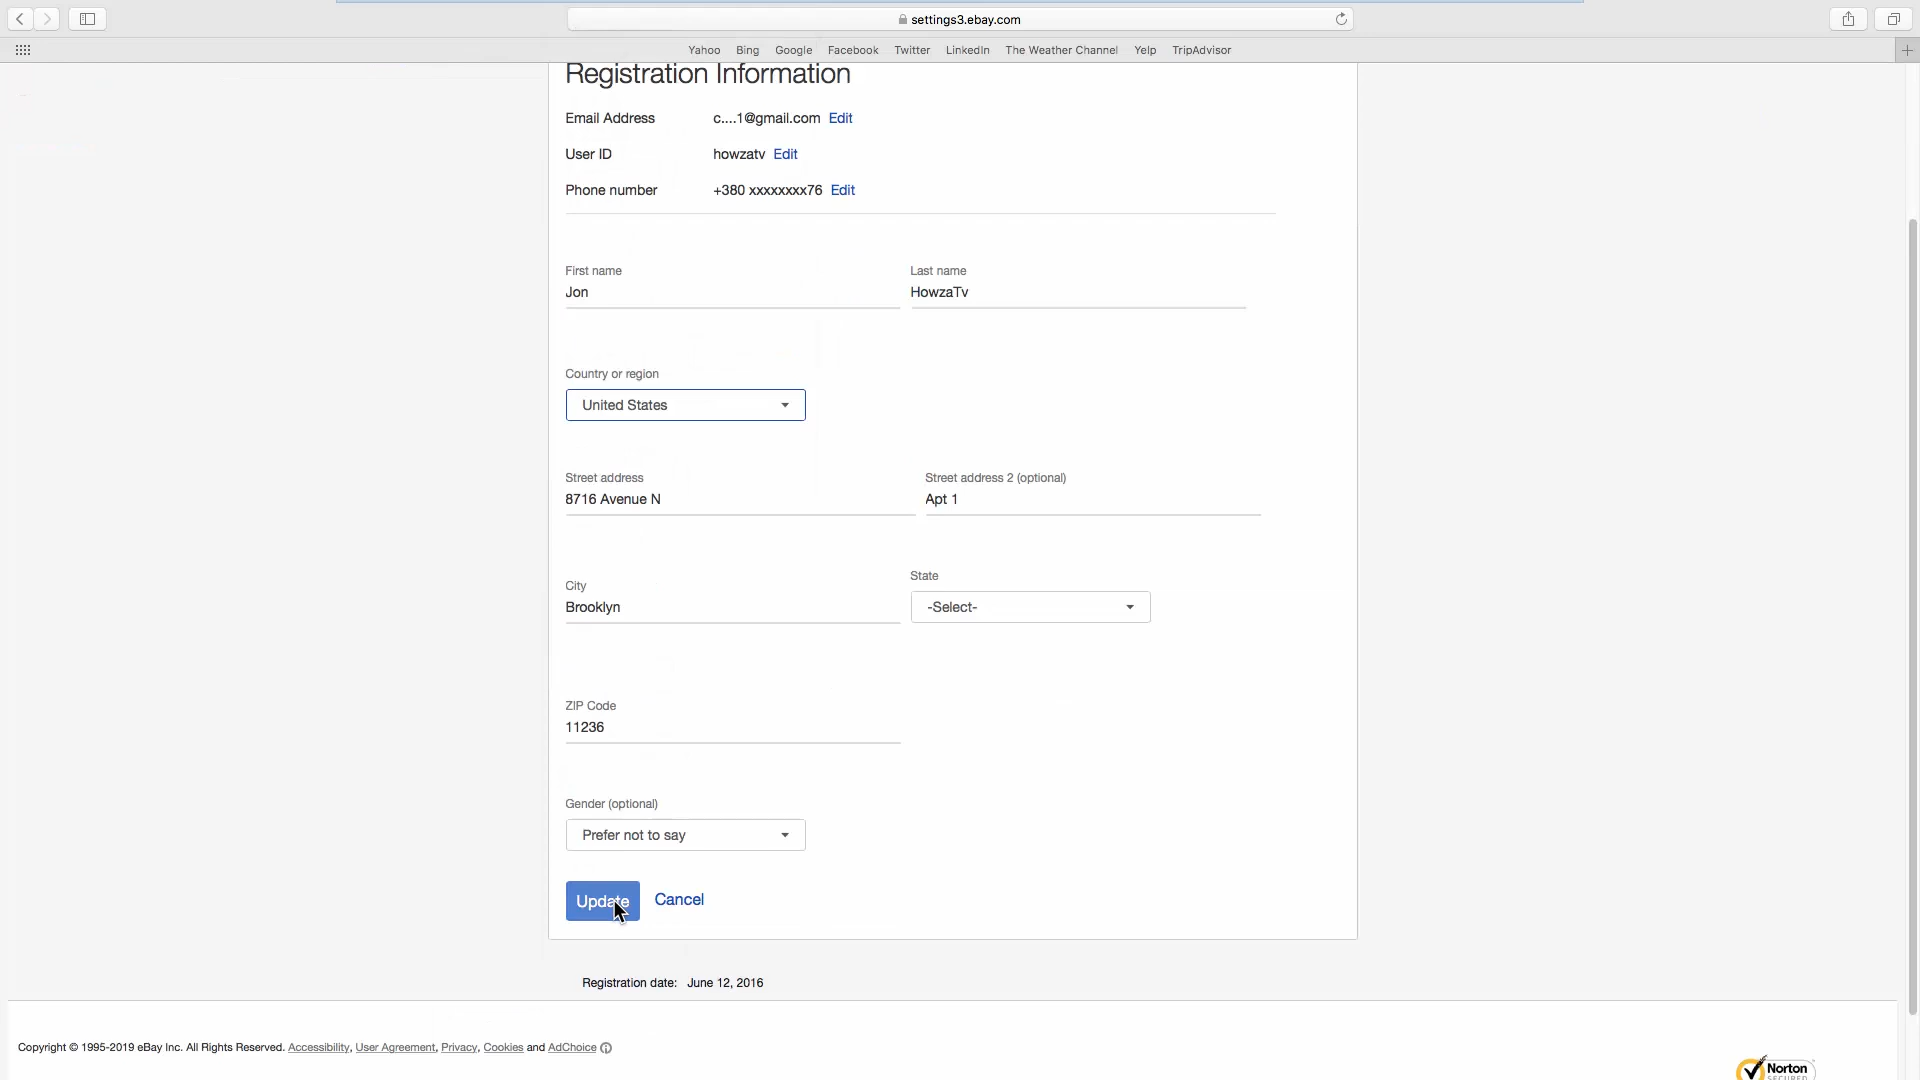 settings3.ebay.com
Yahoo Bing Google Facebook Twitter LinkedIn The Weather Channel Yelp TripAdvisor
Registration Information
Email Address c....1@gmail.com Edit
User ID howzatv Edit
Phone number +380 xxxxxxxx76 Edit
First name Last name
Jon HowzaTv
Country or region
United States
Street address Street address 2 (optional)
8716 Avenue N Apt 1
State
City
Brooklyn -Select-
ZIP Code
11236
Gender (optional)
Prefer not to say
Update Cancel
Registration date: June 12, 2016
Copyright © 1995-2019 eBay Inc. All Rights Reserved. Accessibility, User Agreement, Privacy, Cookies and AdChoice
Norton
SECURED